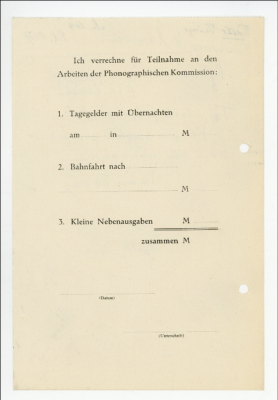 Ich verrechne für Teilnahme an den
Arbeiten der Phonographischen Kommission:
1. Tagegelder mit Übernachten
am in M
2. Bahnfahrt nach
M
3. Kleine Nebenausgaben M
zusammen M
(Datum)
(Unterschrift)